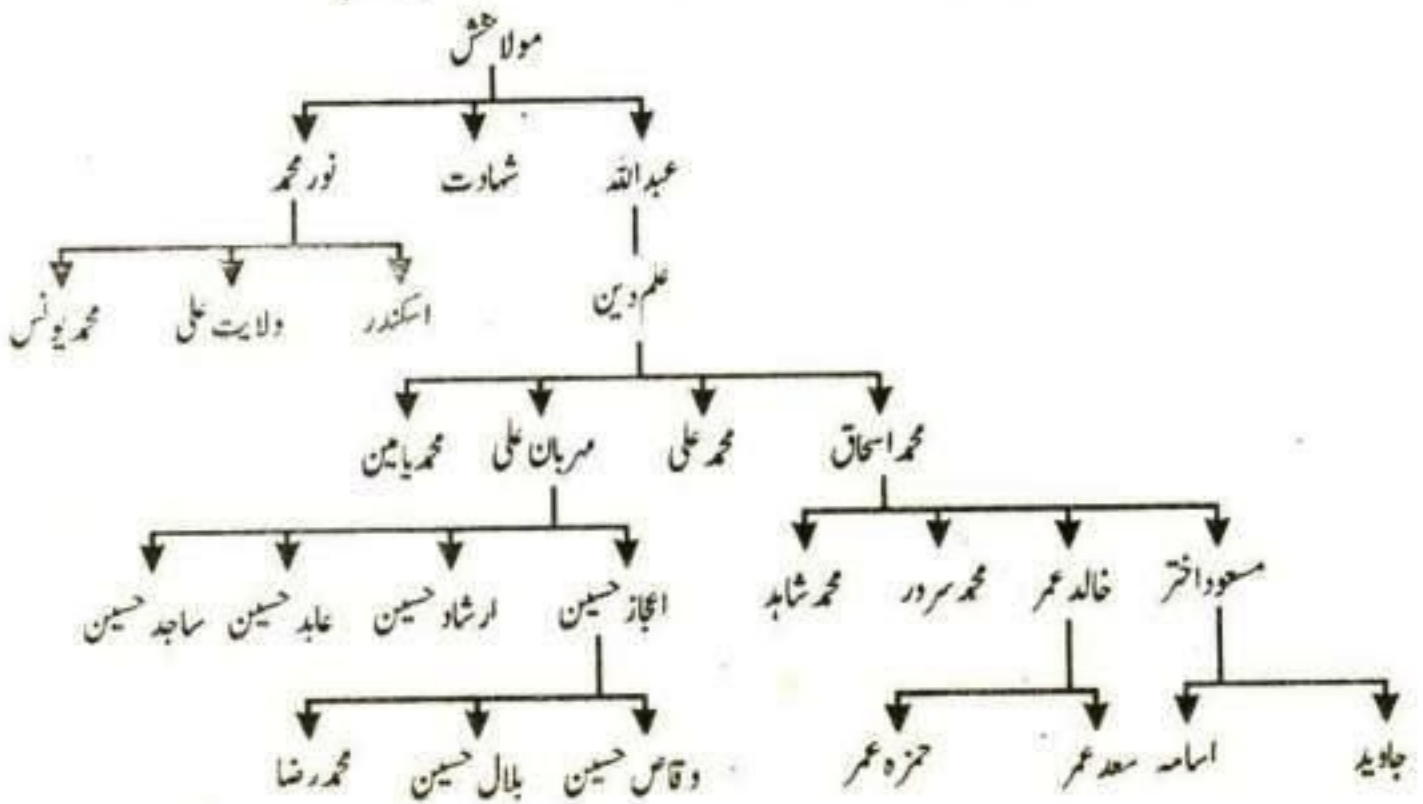 مولا بخش
عبداللہ شہادت نور محمد
علم دین
اسکندر ولایت علی محمد یونس
محمد اسحاق محمد علی مہربان علی محمد یامین
مسعود اختر خالد عمر محمد سرور محمد شاہد اعجاز حسین ارشاد حسین عابد حسین ساجد حسین
جاوید اسامہ سعد عمر حمزہ عمر وقاص حسین بلال حسین محمد رضا